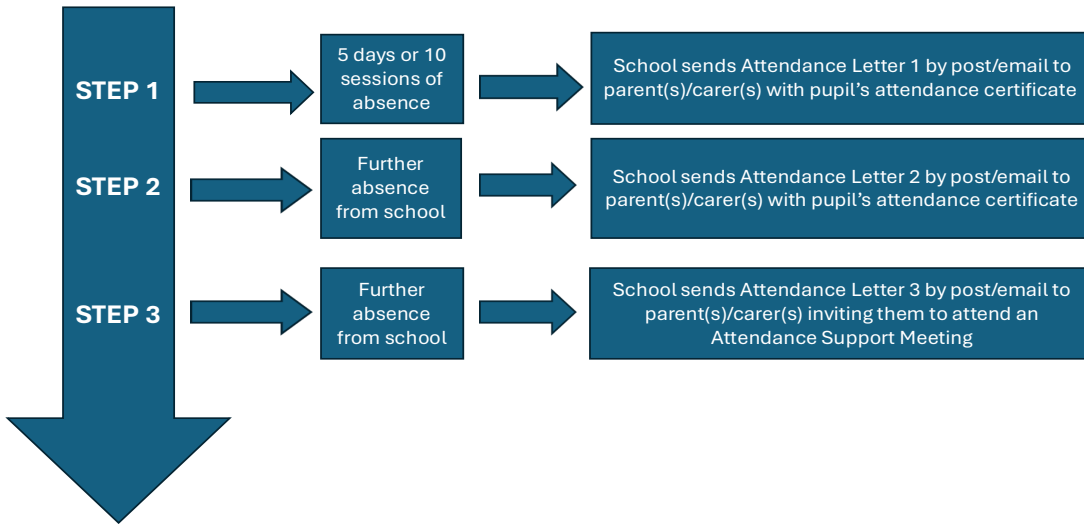 STEP 1
5 days or 10
sessions of
absence
School sends Attendance Letter 1 by post/email to
parent(s)/carer(s) with pupil’s attendance certificate
STEP 2
Further
absence
from school
School sends Attendance Letter 2 by post/email to
parent(s)/carer(s) with pupil’s attendance certificate
STEP 3
Further
absence
from school
School sends Attendance Letter 3 by post/email to
parent(s)/carer(s) inviting them to attend an
Attendance Support Meeting